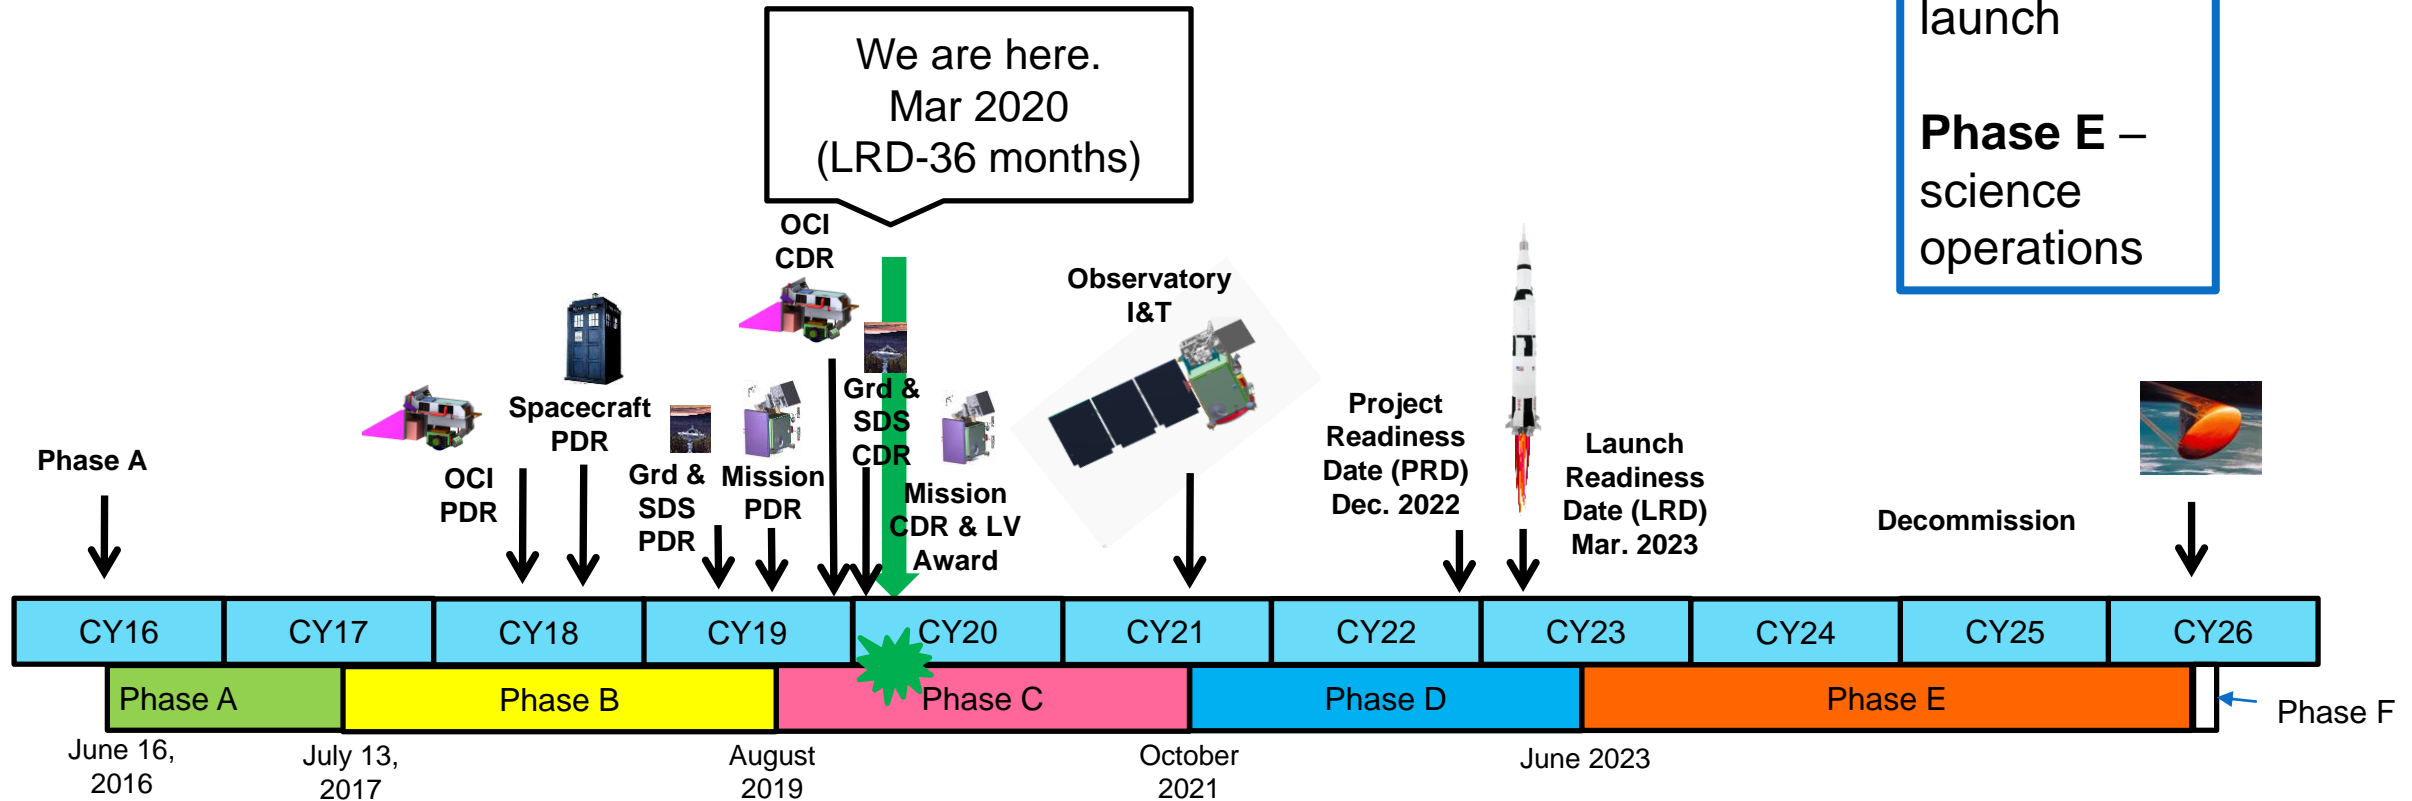 launch
Phase E –
science
operations
We are here.
Mar 2020
(LRD-36 months)
OCI
CDR
Observatory
I&T
Grd &
SDS
CDR
Spacecraft
PDR
Project
Readiness
Date (PRD)
Dec. 2022
Launch
Readiness
Date (LRD)
Mar. 2023
Phase A
OCI
PDR
Grd &
SDS
PDR
Mission
PDR
Mission
CDR & LV
Award
Decommission
CY16
CY17
CY18
CY19
CY20
CY21
CY22
CY23
CY24
CY25
CY26
Phase A
Phase B
Phase C
Phase D
Phase E
Phase F
June 16,
2016
July 13,
2017
August
2019
October
2021
June 2023